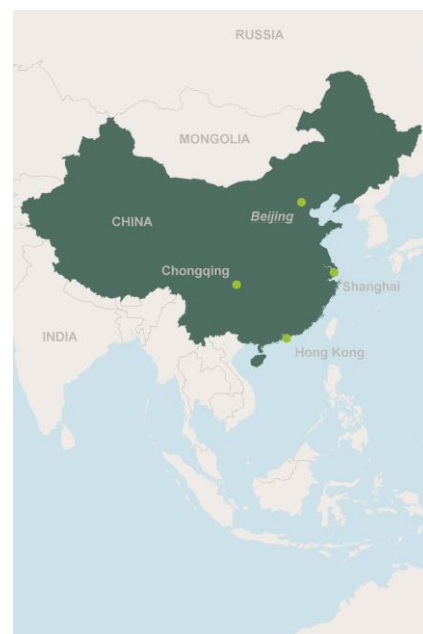 RUSSIA
MONGOLIA
Beijing
CHINA
Chongqing
Shanghai
INDIA
Hong Kong